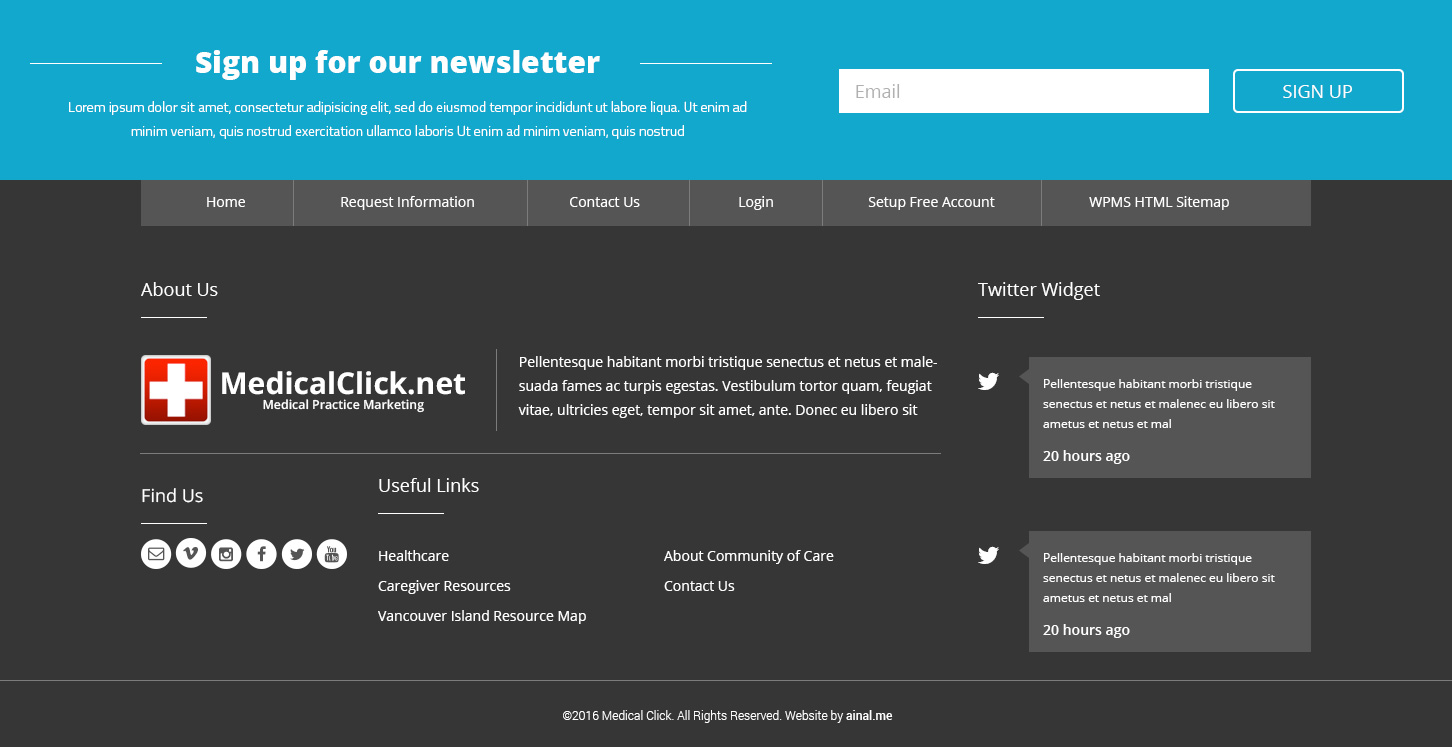 Sign up for our newsletter
Lorem ipsum dolor sit amet, consectetur adipisicing elit, sed do eiusmod tempor incididunt ut labore liqua. Ut enim ad
minim veniam, quis nostrud exercitation ullamco laboris Ut enim ad minim veniam, quis nostrud
Email
SIGN UP
Home
Request Information
Contact Us
Login
Setup Free Account
WPMS HTML Sitemap
About Us
MedicalClick.net
Medical Practice Marketing
Pellentesque habitant morbi tristique senectus et netus et male-
suada fames ac turpis egestas. Vestibulum tortor quam, feugiat
vitae, ultricies eget, tempor sit amet, ante. Donec eu libero sit
Find Us
You
Tube
Useful Links
Healthcare
Caregiver Resources
Vancouver Island Resource Map
About Community of Care
Contact Us
Twitter Widget
Pellentesque habitant morbi tristique
senectus et netus et malenec eu libero sit
ametus et netus et mal
20 hours ago
Pellentesque habitant morbi tristique
senectus et netus et malenec eu libero sit
ametus et netus et mal
20 hours ago
©2016 Medical Click. All Rights Reserved. Website by ainal.me